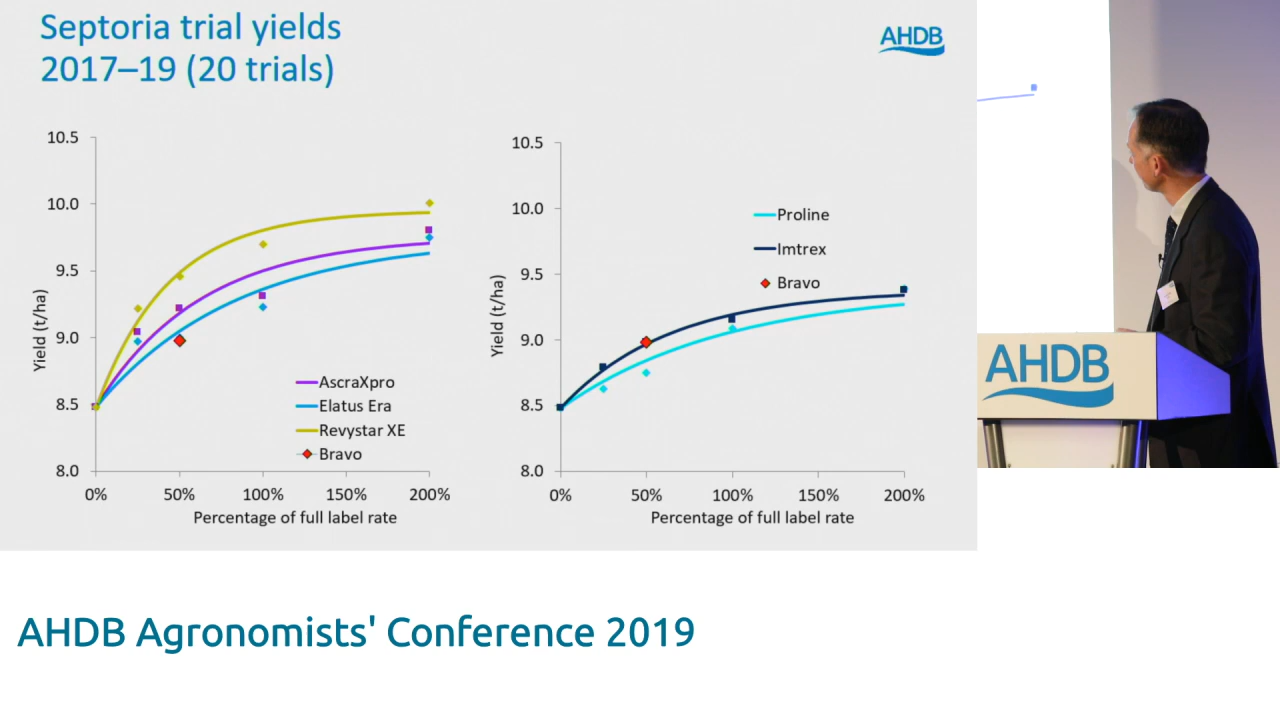 Septoria trial yields
2017–19 (20 trials)
AHDB
10.5
10.0
9.5
9.0
8.5
8.0
Yield (t/ha)
0% 50% 100% 150% 200%
Percentage of full label rate
AscraXpro
Elatus Era
Revystar XE
Bravo
10.5
10.0
9.5
9.0
8.5
8.0
Yield (t/ha)
0% 50% 100% 150% 200%
Percentage of full label rate
Proline
Imtrex
Bravo
AHDB
AHDB Agronomists' Conference 2019